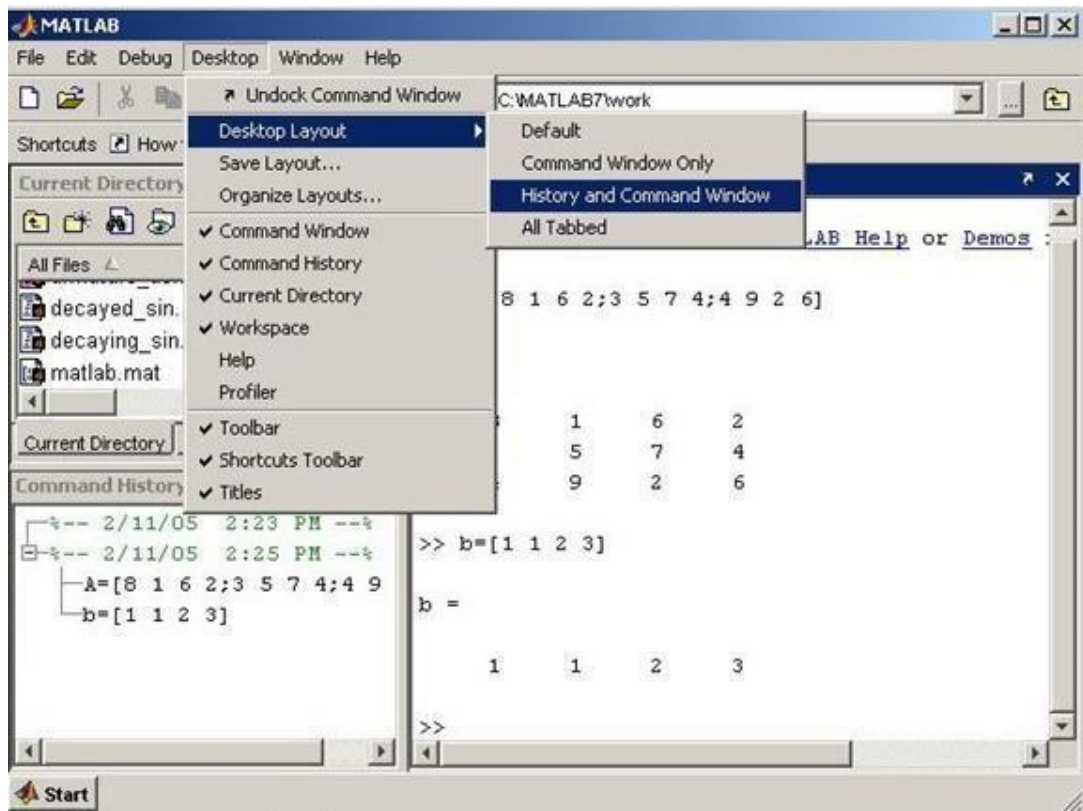 MATLAB
File Edit Debug Desktop Window Help
Undock Command Window
C:\MATLAB7\work
...
Shortcuts How
Desktop Layout
Default
Save Layout...
Command Window Only
Organize Layouts...
History and Command Window
All Tabbed
Current Directory
Command Window
Command History
Current Directory
Workspace
Help
Profiler
Toolbar
Shortcuts Toolbar
Titles
All Files
decayed_sin.
decaying_sin.
matlab.mat
Current Directory
Command History
%-- 2/11/05 2:23 PM --%
%-- 2/11/05 2:25 PM --%
A=[8 1 6 2;3 5 7 4;4 9
b=[1 1 2 3]
LAB Help or Demos
8 1 6 2;3 5 7 4;4 9 2 6]
1 6 2
5 7 4
9 2 6
>> b=[1 1 2 3]
b =
1 1 2 3
>>
Start